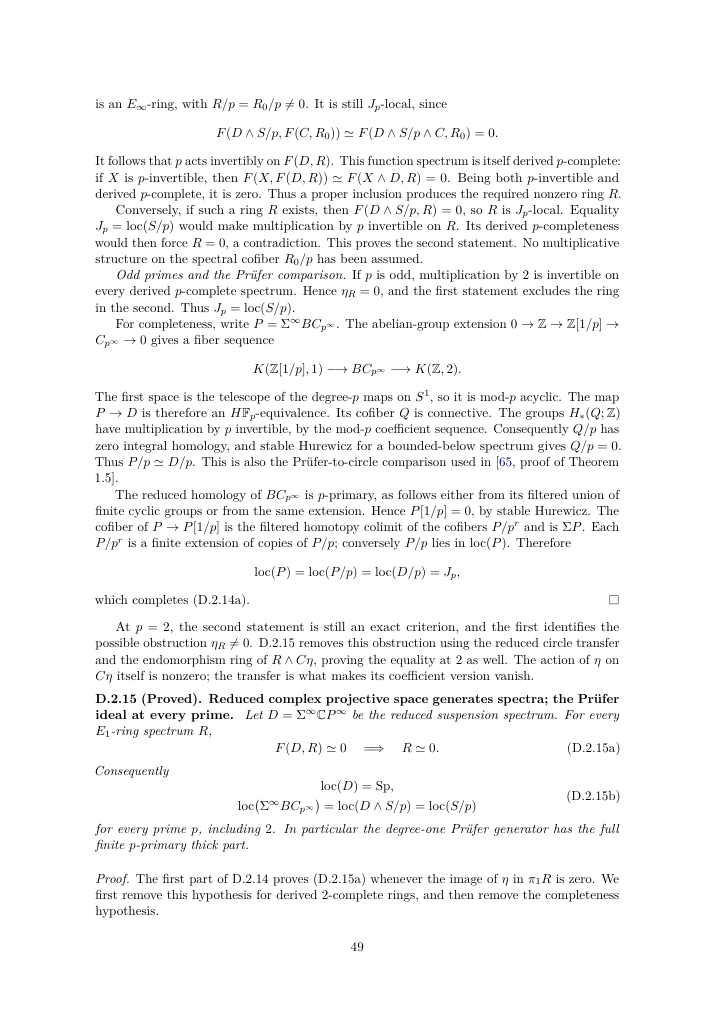 is an E∞-ring, with R/p = R₀/p ≠ 0. It is still Jₚ-local, since
F(D ∧ S/p, F(C, R₀)) ≃ F(D ∧ S/p ∧ C, R₀) = 0.
It follows that p acts invertibly on F(D, R). This function spectrum is itself derived p-complete:
if X is p-invertible, then F(X, F(D, R)) ≃ F(X ∧ D, R) = 0. Being both p-invertible and
derived p-complete, it is zero. Thus a proper inclusion produces the required nonzero ring R.
Conversely, if such a ring R exists, then F(D ∧ S/p, R) = 0, so R is Jₚ-local. Equality
Jₚ = loc(S/p) would make multiplication by p invertible on R. Its derived p-completeness
would then force R = 0, a contradiction. This proves the second statement. No multiplicative
structure on the spectral cofiber R₀/p has been assumed.
Odd primes and the Prüfer comparison. If p is odd, multiplication by 2 is invertible on
every derived p-complete spectrum. Hence η_R = 0, and the first statement excludes the ring
in the second. Thus Jₚ = loc(S/p).
For completeness, write P = Σ^∞BC_{p^∞}. The abelian-group extension 0 → ℤ → ℤ[1/p] →
C_{p^∞} → 0 gives a fiber sequence
K(ℤ[1/p], 1) ⟶ BC_{p^∞} ⟶ K(ℤ, 2).
The first space is the telescope of the degree-p maps on S¹, so it is mod-p acyclic. The map
P → D is therefore an H𝔽ₚ-equivalence. Its cofiber Q is connective. The groups H_*(Q; ℤ)
have multiplication by p invertible, by the mod-p coefficient sequence. Consequently Q/p has
zero integral homology, and stable Hurewicz for a bounded-below spectrum gives Q/p = 0.
Thus P/p ≃ D/p. This is also the Prüfer-to-circle comparison used in [65, proof of Theorem
1.5].
The reduced homology of BC_{p^∞} is p-primary, as follows either from its filtered union of
finite cyclic groups or from the same extension. Hence P[1/p] = 0, by stable Hurewicz. The
cofiber of P → P[1/p] is the filtered homotopy colimit of the cofibers P/p^r and is ΣP. Each
P/p^r is a finite extension of copies of P/p; conversely P/p lies in loc(P). Therefore
loc(P) = loc(P/p) = loc(D/p) = Jₚ,
which completes (D.2.14a). □
At p = 2, the second statement is still an exact criterion, and the first identifies the
possible obstruction η_R ≠ 0. D.2.15 removes this obstruction using the reduced circle transfer
and the endomorphism ring of R ∧ Cη, proving the equality at 2 as well. The action of η on
Cη itself is nonzero; the transfer is what makes its coefficient version vanish.
D.2.15 (Proved). Reduced complex projective space generates spectra; the Prüfer
ideal at every prime. Let D = Σ^∞ℂP^∞ be the reduced suspension spectrum. For every
E₁-ring spectrum R,
F(D, R) ≃ 0 ⟹ R ≃ 0. (D.2.15a)
Consequently
loc(D) = Sp,
loc(Σ^∞BC_{p^∞}) = loc(D ∧ S/p) = loc(S/p) (D.2.15b)
for every prime p, including 2. In particular the degree-one Prüfer generator has the full
finite p-primary thick part.
Proof. The first part of D.2.14 proves (D.2.15a) whenever the image of η in π₁R is zero. We
first remove this hypothesis for derived 2-complete rings, and then remove the completeness
hypothesis.
49